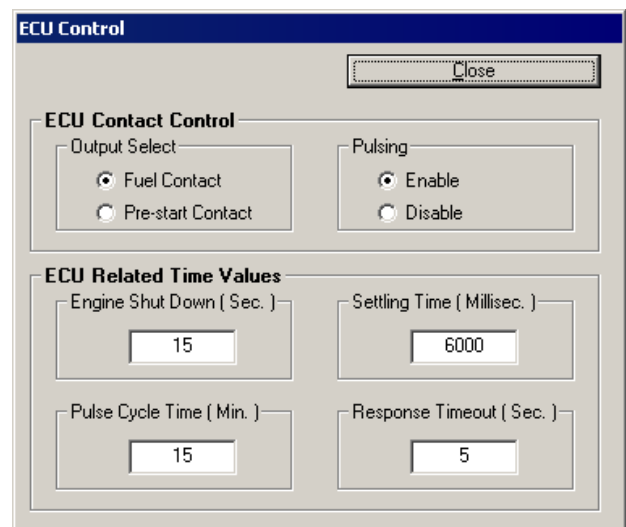 ECU Control
Close
ECU Contact Control
Output Select
Fuel Contact
Pre-start Contact
Pulsing
Enable
Disable
ECU Related Time Values
Engine Shut Down ( Sec. )
15
Settling Time ( Millisec. )
6000
Pulse Cycle Time ( Min. )
15
Response Timeout ( Sec. )
5